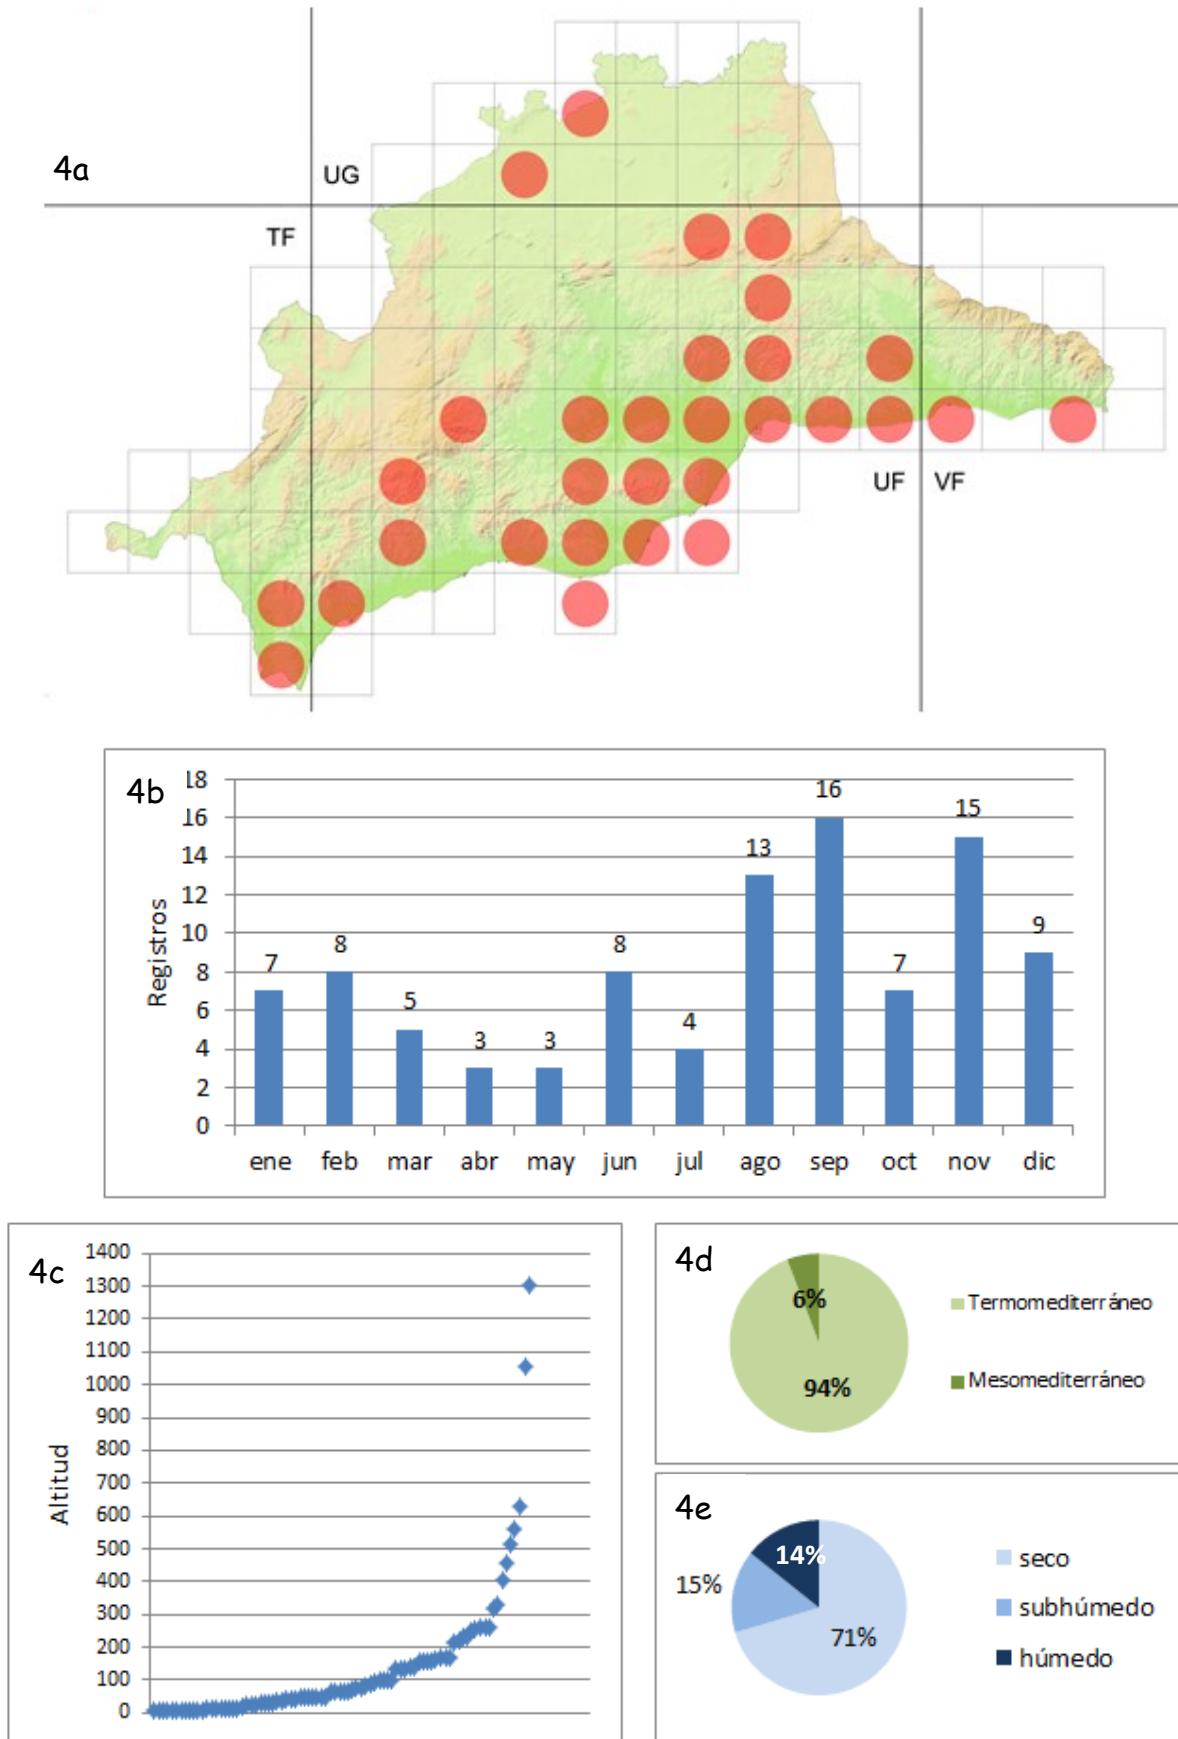 4a
UG
TF
UF
VF
4b
Registros
18
16
14
12
10
8
6
4
2
0
7
8
5
3
3
8
4
13
16
7
15
9
ene feb mar abr may jun jul ago sep oct nov dic
4c
Altitud
1400
1300
1200
1100
1000
900
800
700
600
500
400
300
200
100
0
4d
6%
94%
Termomediterráneo
Mesomediterráneo
4e
14%
15%
71%
seco
subhúmedo
húmedo